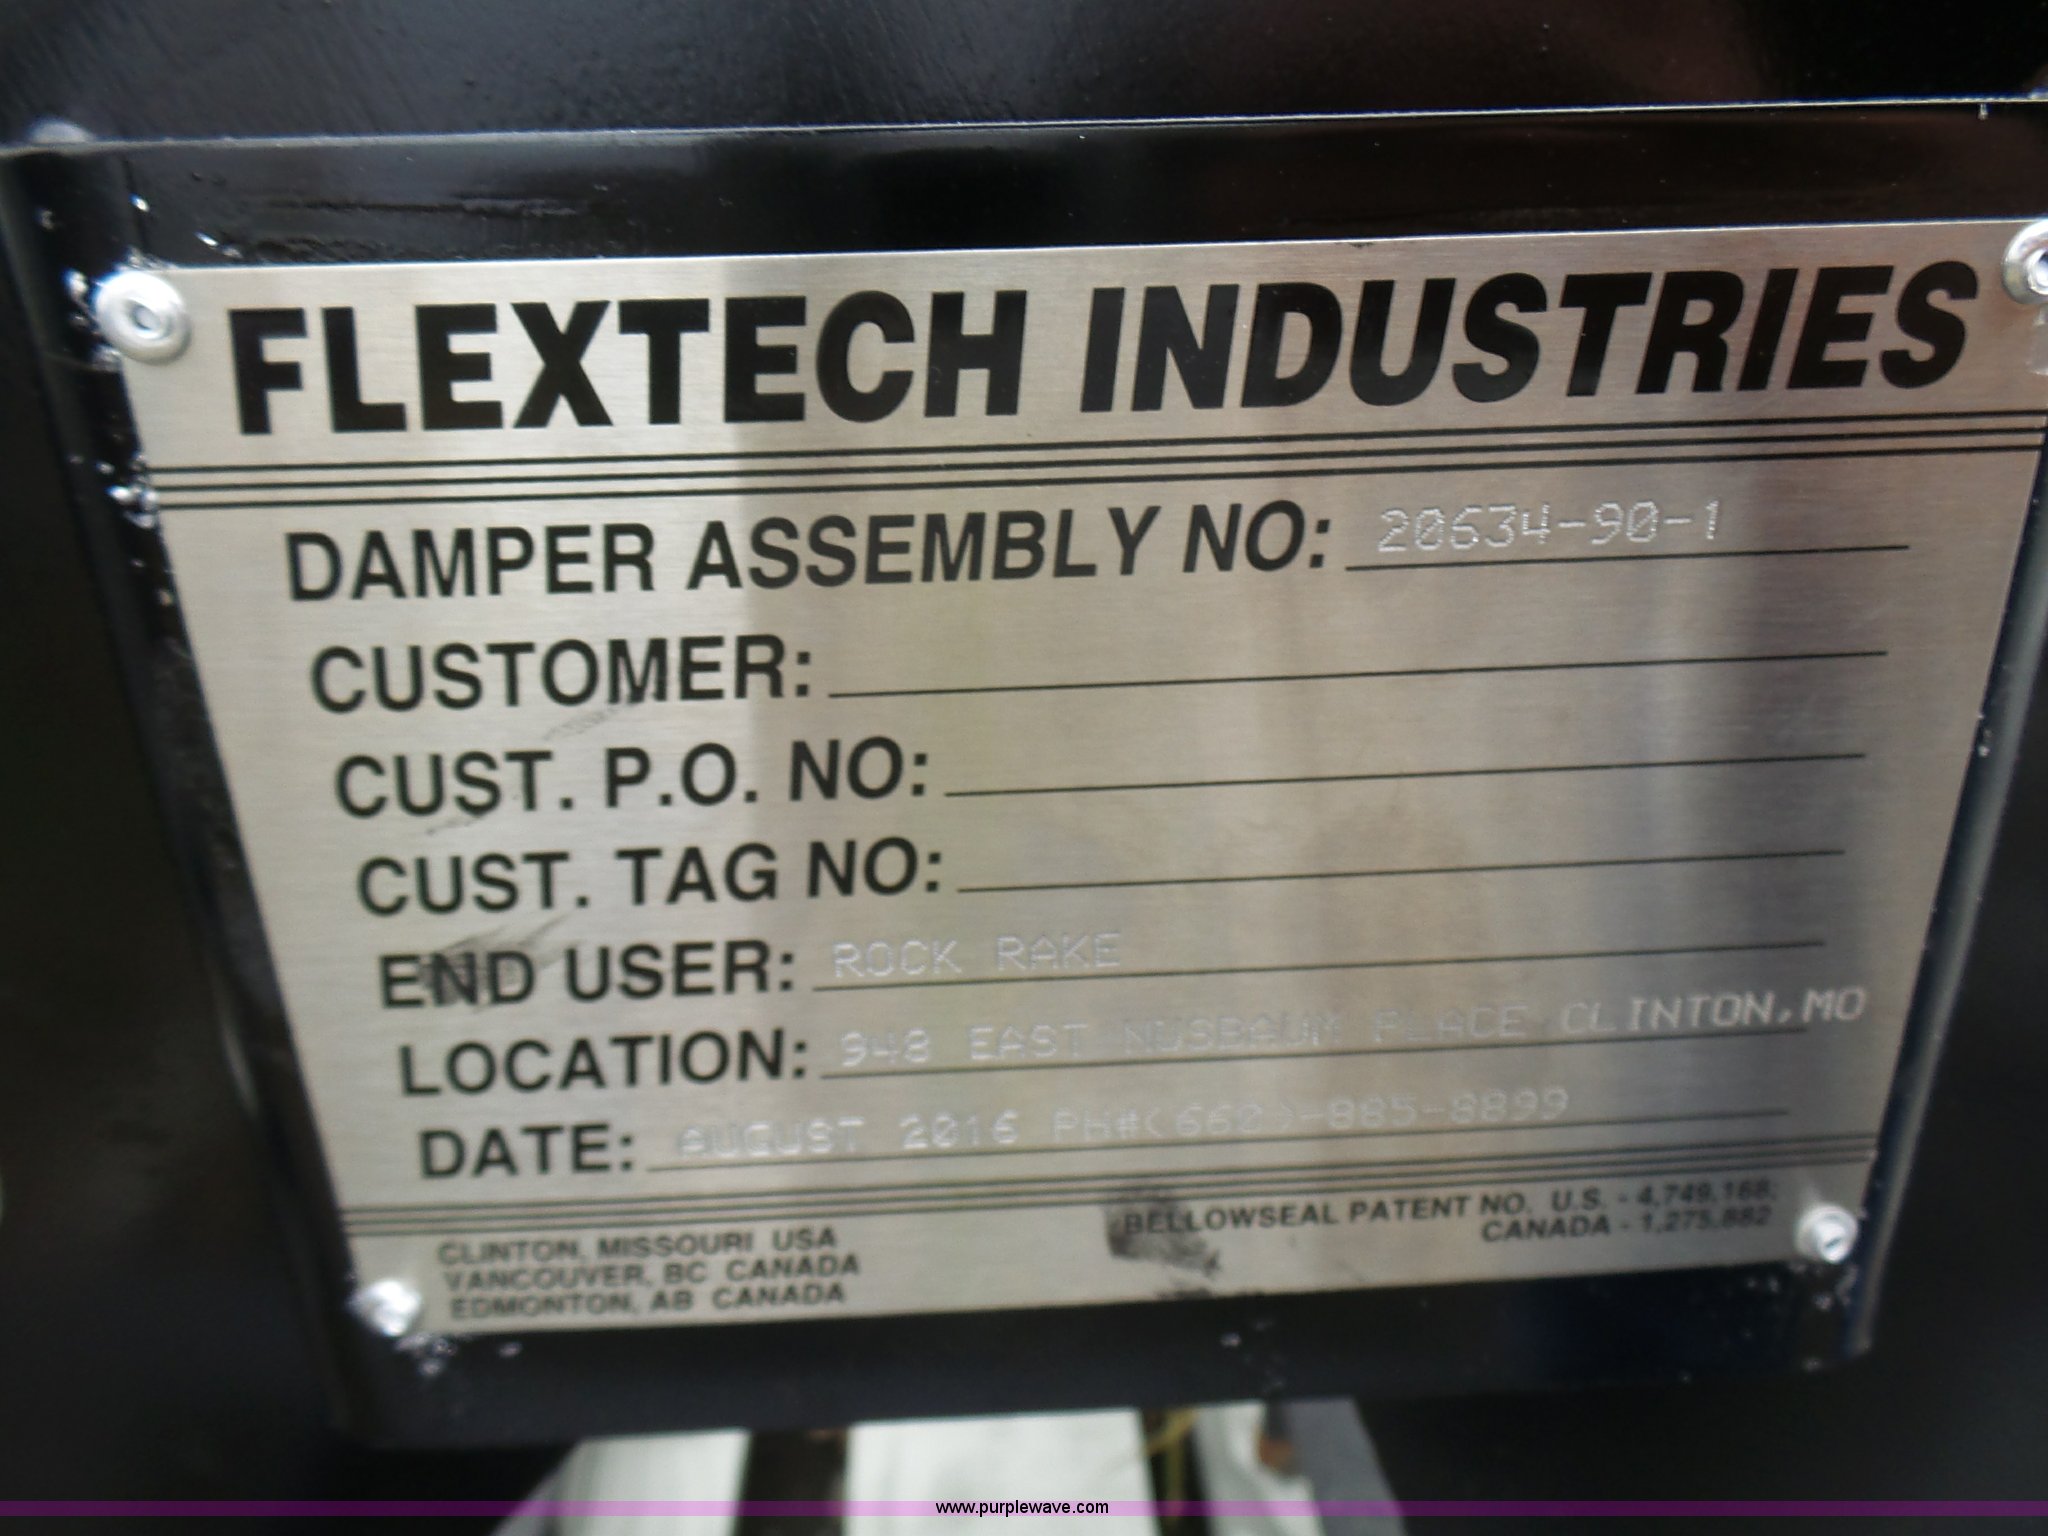 FLEXTECH INDUSTRIES
DAMPER ASSEMBLY NO: 20634-90-1
CUSTOMER:
CUST. P.O. NO:
CUST. TAG NO:
END USER: ROCK RAKE
LOCATION: 948 EAST NUSBAUM PLACE CLINTON, MO
DATE: AUGUST 2016 PH#(660)-885-8899
CLINTON, MISSOURI USA
VANCOUVER, BC CANADA
EDMONTON, AB CANADA
BELLOWSEAL PATENT NO. U.S. - 4,749,168;
CANADA - 1,275,882
www.purplewave.com